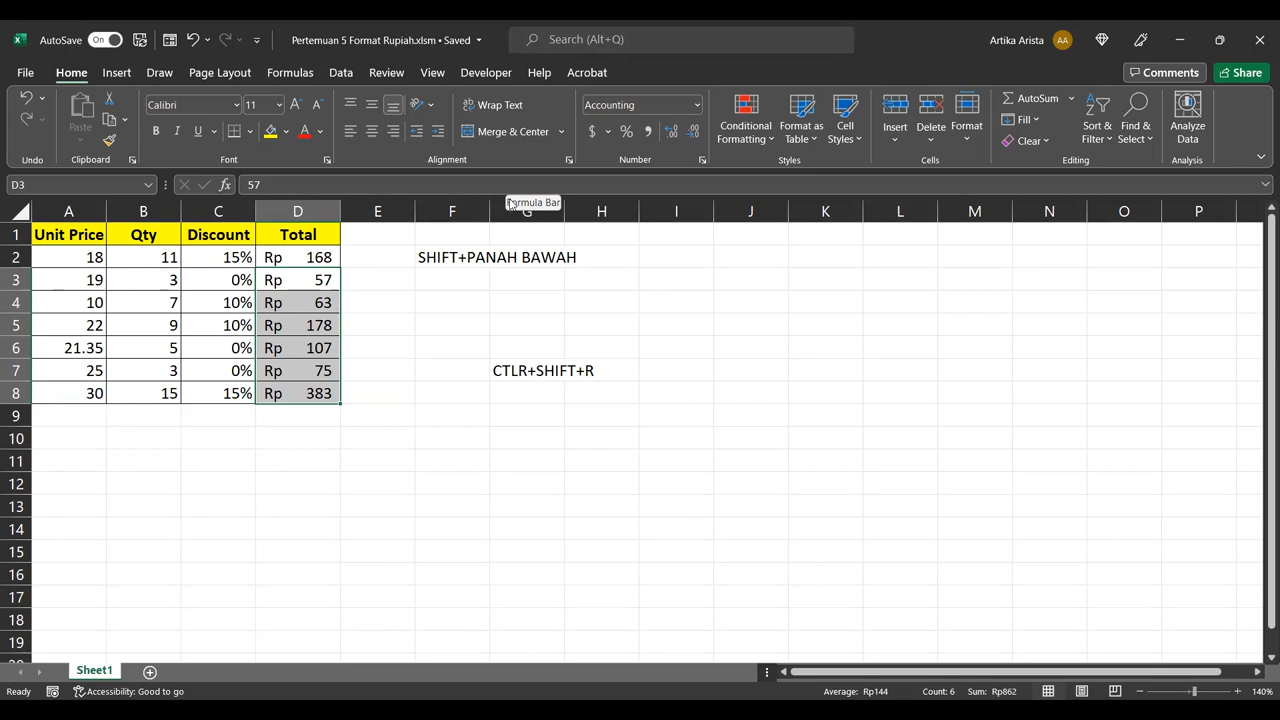 AutoSave On Pertemuan 5 Format Rupiah.xlsm • Saved Search (Alt+Q) Artika Arista AA
File Home Insert Draw Page Layout Formulas Data Review View Developer Help Acrobat Comments Share
Paste Calibri 11 Wrap Text Accounting Conditional Formatting Format as Table Cell Styles Insert Delete Format AutoSum Sort & Filter Find & Select Analyze Data
B I U Merge & Center $ % Fill
Clear
Undo Clipboard Font Alignment Number Styles Cells Editing Analysis
D3 fx 57
Formula Bar
A B C D E F G H I J K L M N O P
1 Unit Price Qty Discount Total
2 18 11 15% Rp 168 SHIFT+PANAH BAWAH
3 19 3 0% Rp 57
4 10 7 10% Rp 63
5 22 9 10% Rp 178
6 21.35 5 0% Rp 107
7 25 3 0% Rp 75 CTLR+SHIFT+R
8 30 15 15% Rp 383
9
10
11
12
13
14
15
16
17
18
19
Sheet1
Ready Accessibility: Good to go Average: Rp144 Count: 6 Sum: Rp862 140%